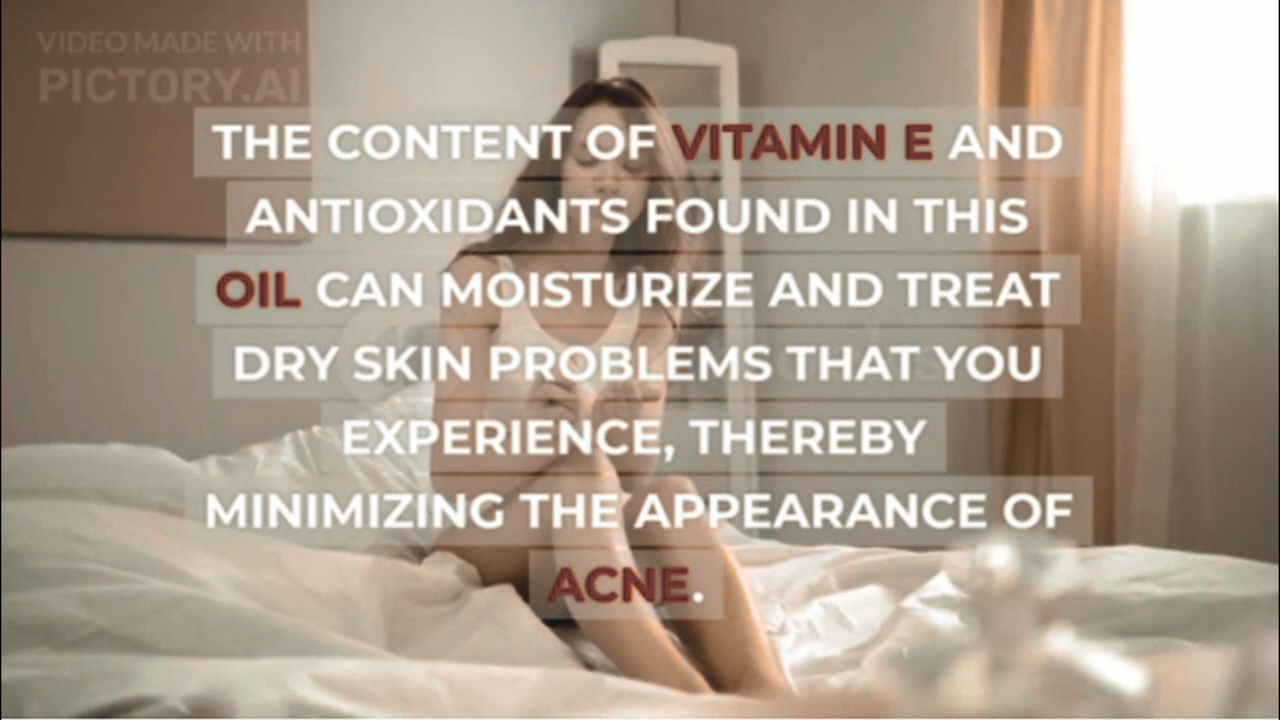 VIDEO MADE WITH
PICTORY.AI
THE CONTENT OF VITAMIN E AND
ANTIOXIDANTS FOUND IN THIS
OIL CAN MOISTURIZE AND TREAT
DRY SKIN PROBLEMS THAT YOU
EXPERIENCE, THEREBY
MINIMIZING THE APPEARANCE OF
ACNE.